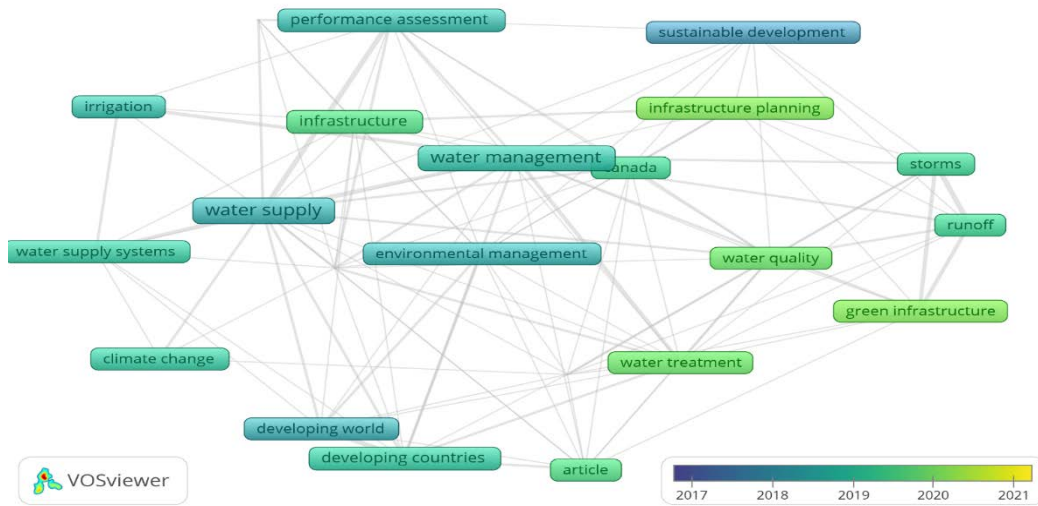 performance assessment
sustainable development
irrigation
infrastructure
infrastructure planning
water management
canada
storms
water supply
runoff
water supply systems
environmental management
water quality
green infrastructure
climate change
water treatment
developing world
developing countries
article
VOSviewer
2017 2018 2019 2020 2021